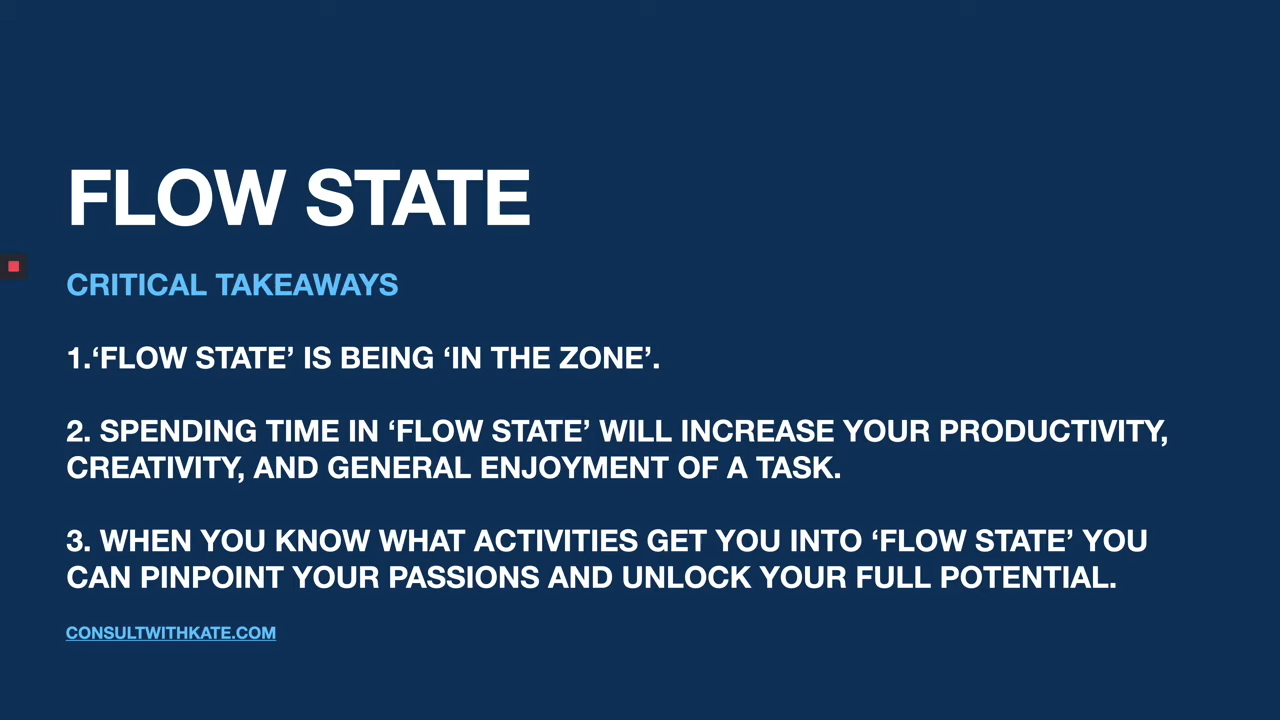 FLOW STATE
CRITICAL TAKEAWAYS
1.‘FLOW STATE’ IS BEING ‘IN THE ZONE’.
2. SPENDING TIME IN ‘FLOW STATE’ WILL INCREASE YOUR PRODUCTIVITY,
CREATIVITY, AND GENERAL ENJOYMENT OF A TASK.
3. WHEN YOU KNOW WHAT ACTIVITIES GET YOU INTO ‘FLOW STATE’ YOU
CAN PINPOINT YOUR PASSIONS AND UNLOCK YOUR FULL POTENTIAL.
CONSULTWITHKATE.COM